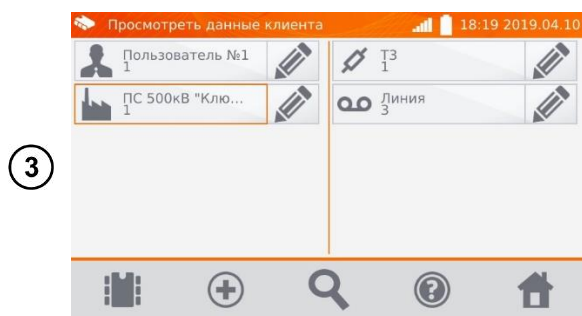 Просмотреть данные клиента
18:19 2019.04.10
Пользователь №1
1
ПС 500кВ "Клю...
1
ТЗ
1
Линия
3
3